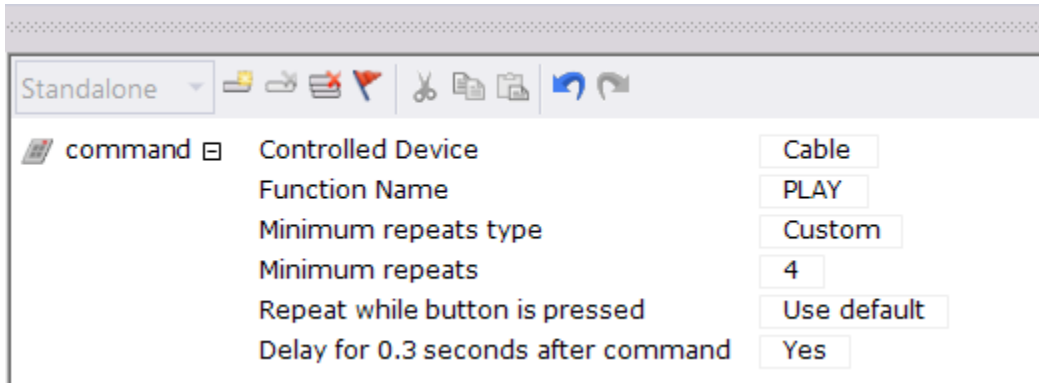 Standalone
command Controlled Device Cable
Function Name PLAY
Minimum repeats type Custom
Minimum repeats 4
Repeat while button is pressed Use default
Delay for 0.3 seconds after command Yes